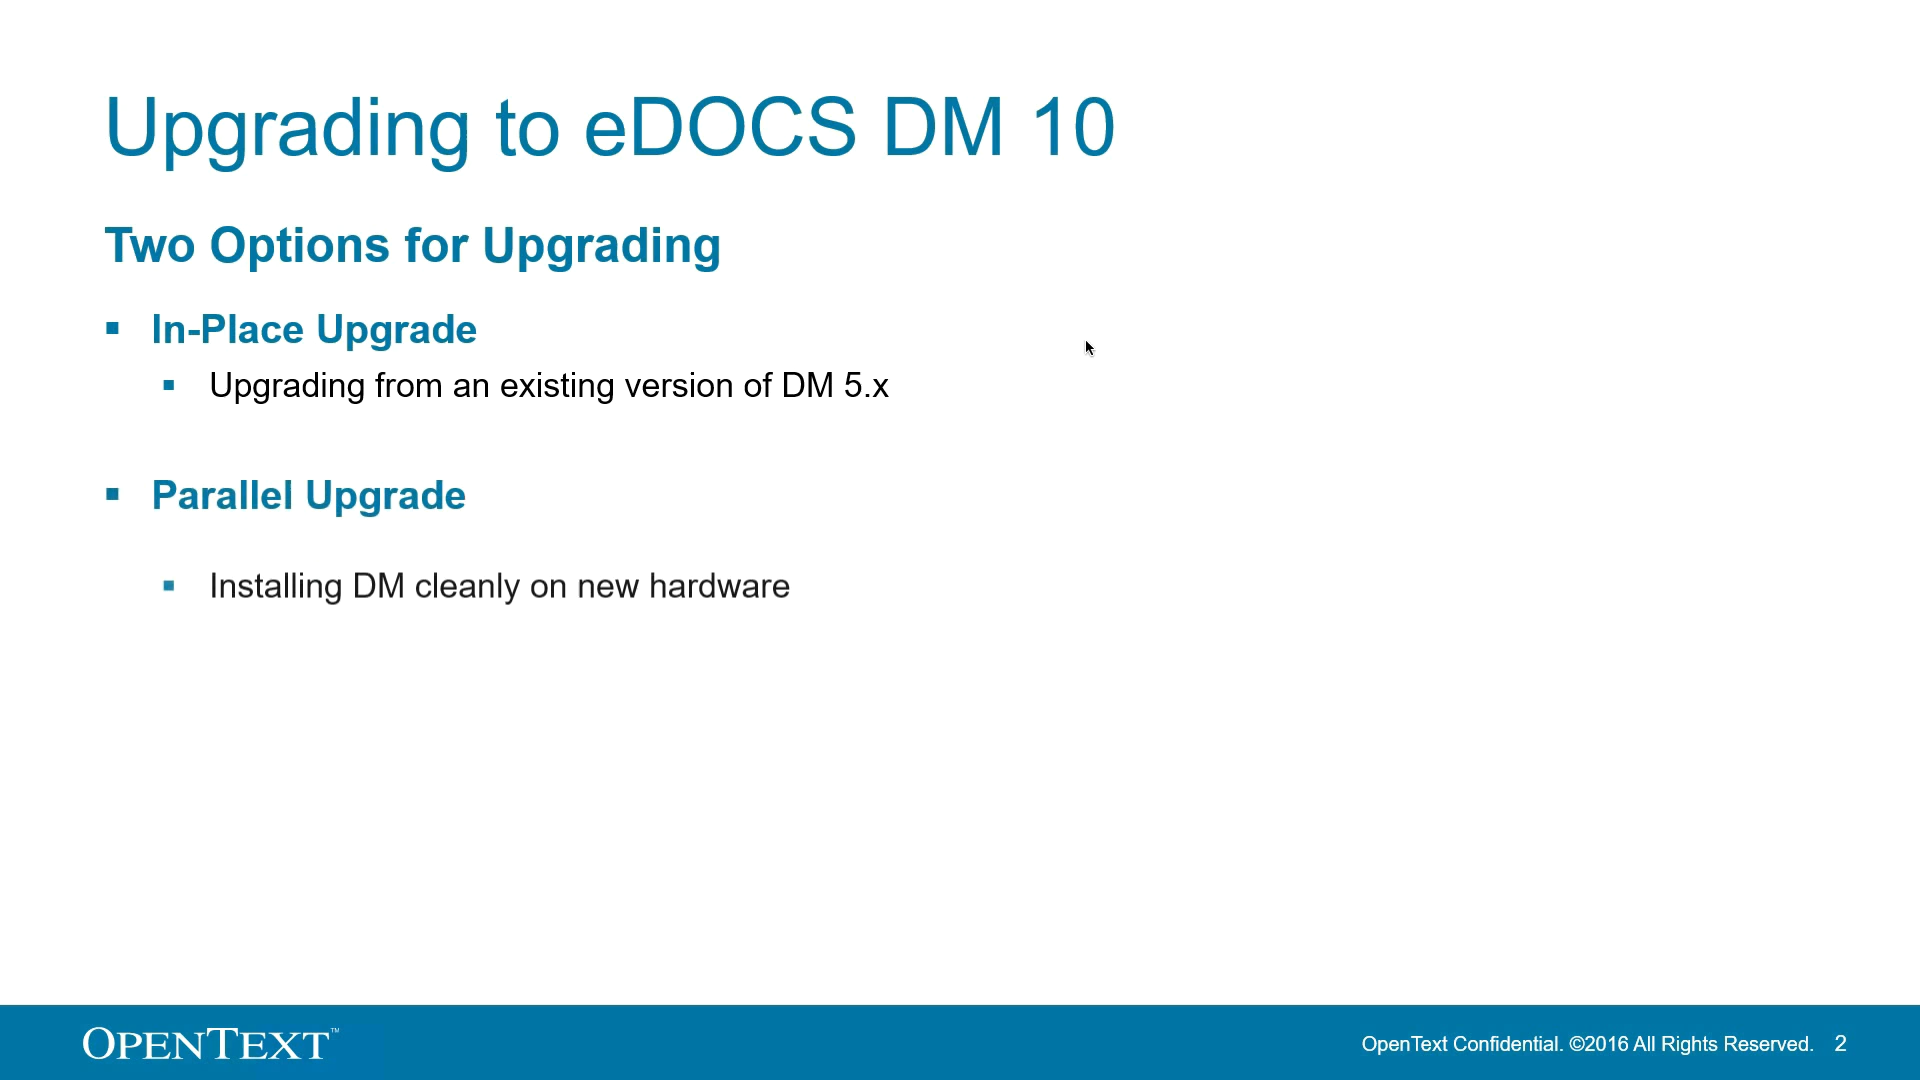 Upgrading to eDOCS DM 10
Two Options for Upgrading
▪ In-Place Upgrade
▪ Upgrading from an existing version of DM 5.x
▪ Parallel Upgrade
▪ Installing DM cleanly on new hardware
OPENTEXT™
OpenText Confidential. ©2016 All Rights Reserved. 2